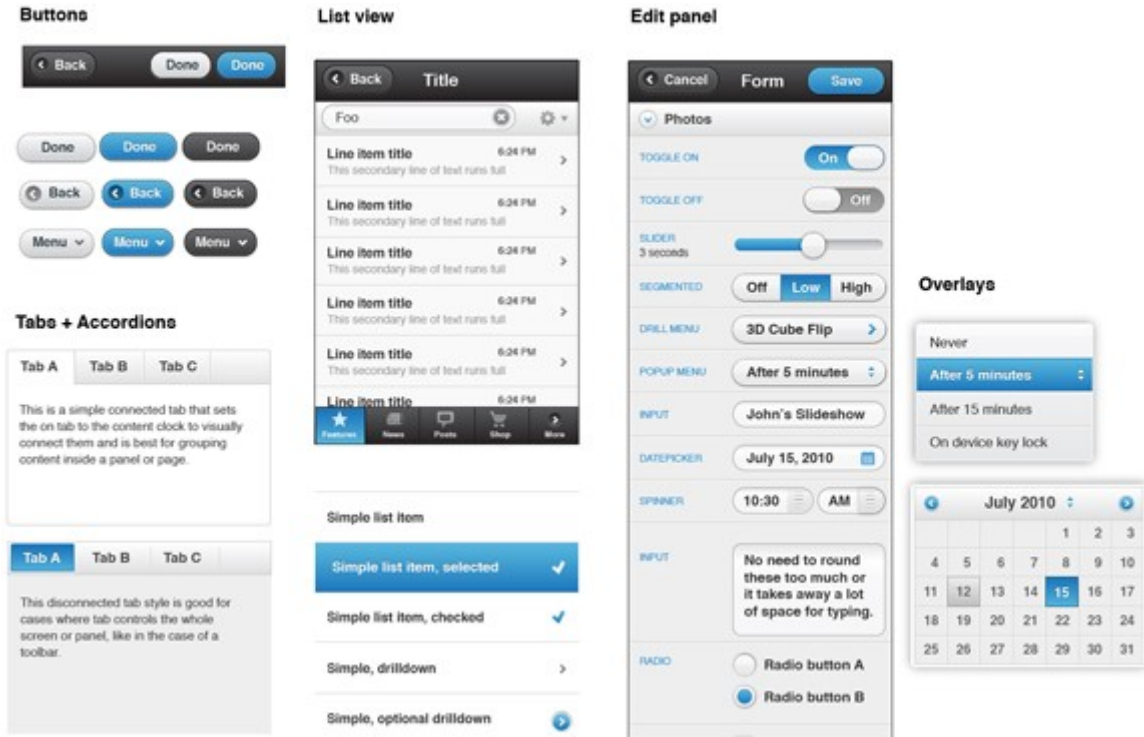 Buttons
Back Done Done
Done Done Done
Back Back Back
Menu Menu Menu
Tabs + Accordions
Tab A Tab B Tab C
This is a simple connected tab that sets
the on tab to the content clock to visually
connect them and is best for grouping
content inside a panel or page.
Tab A Tab B Tab C
This disconnected tab style is good for
cases where tab controls the whole
screen or panel, like in the case of a
toolbar.
List view
Back Title
Foo
Line item title 6:24 PM
This secondary line of text runs full
Line item title 6:24 PM
This secondary line of text runs full
Line item title 6:24 PM
This secondary line of text runs full
Line item title 6:24 PM
This secondary line of text runs full
Line item title 6:24 PM
This secondary line of text runs full
Line item title 6:24 PM
Features News Posts Shop More
Simple list item
Simple list item, selected
Simple list item, checked
Simple, drilldown
Simple, optional drilldown
Edit panel
Cancel Form Save
Photos
TOGGLE ON On
TOGGLE OFF Off
SLIDER
3 seconds
SEGMENTED Off Low High
DRILL MENU 3D Cube Flip
POPUP MENU After 5 minutes
INPUT John's Slideshow
DATEPICKER July 15, 2010
SPINNER 10:30 AM
INPUT No need to round
these too much or
it takes away a lot
of space for typing.
RADIO Radio button A
Radio button B
Overlays
Never
After 5 minutes
After 15 minutes
On device key lock
July 2010
1 2 3
4 5 6 7 8 9 10
11 12 13 14 15 16 17
18 19 20 21 22 23 24
25 26 27 28 29 30 31